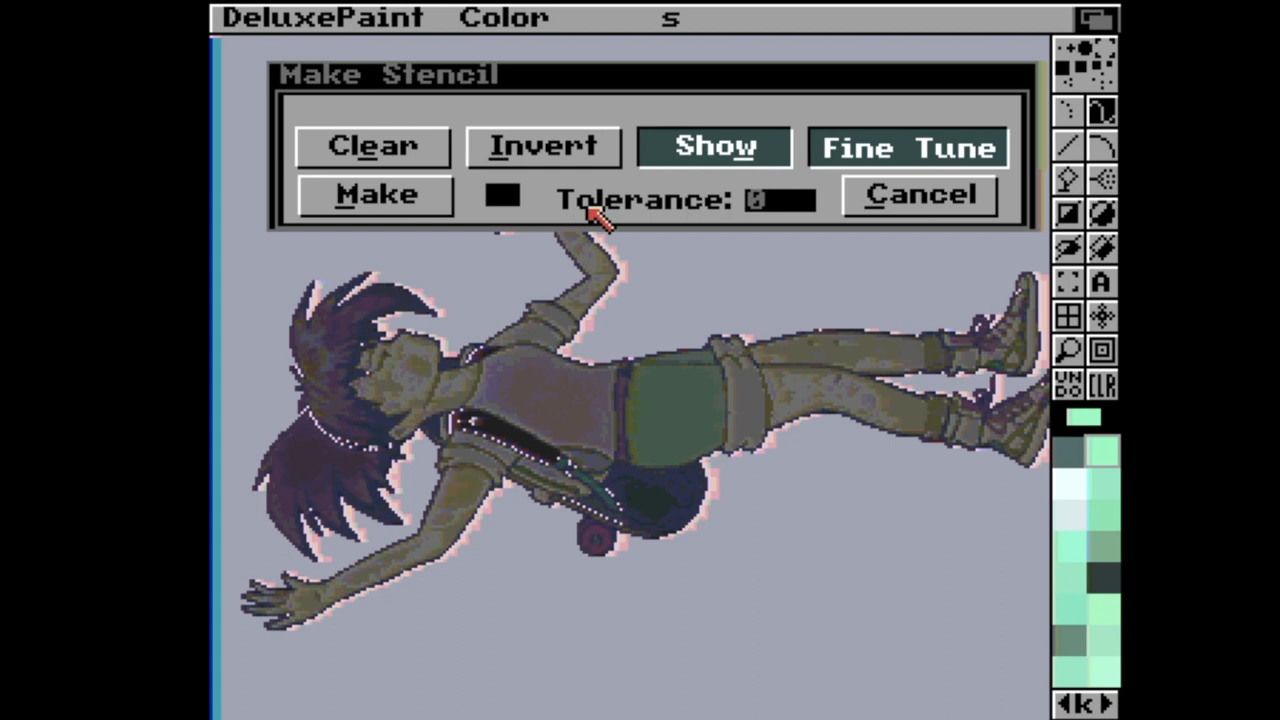 DeluxePaint Color s
Make Stencil
Clear Invert Show Fine Tune
Make Tolerance: 0 Cancel
A
UN
DO CLR
k